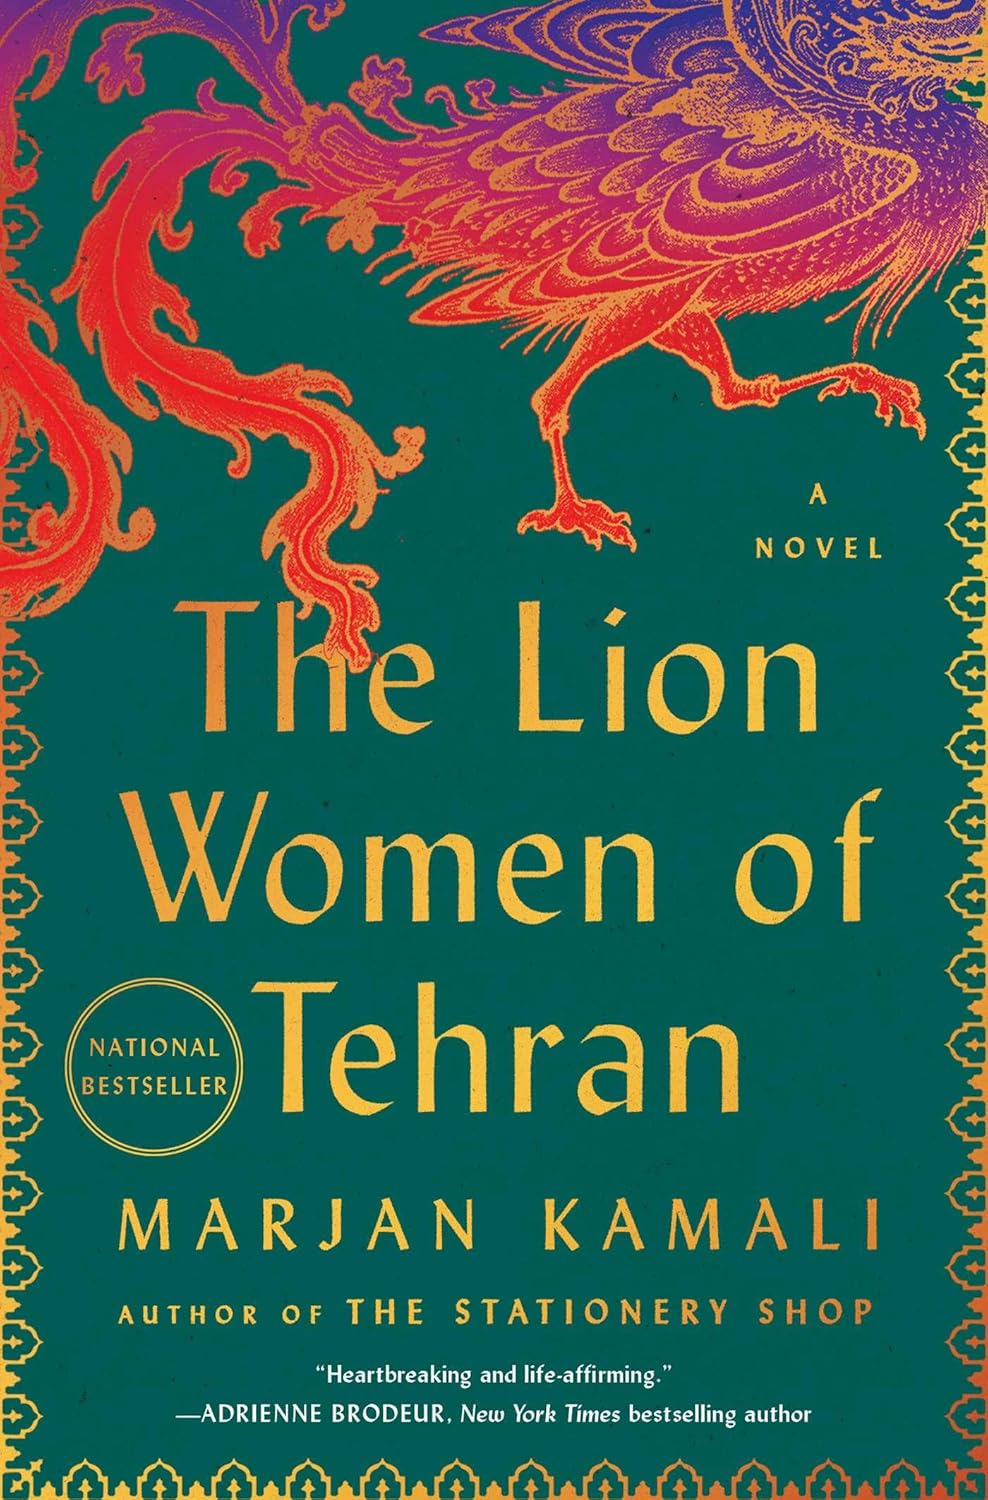 A
NOVEL
The Lion
Women of
Tehran
NATIONAL
BESTSELLER
MARJAN KAMALI
AUTHOR OF THE STATIONERY SHOP
“Heartbreaking and life-affirming.”
—ADRIENNE BRODEUR, New York Times bestselling author